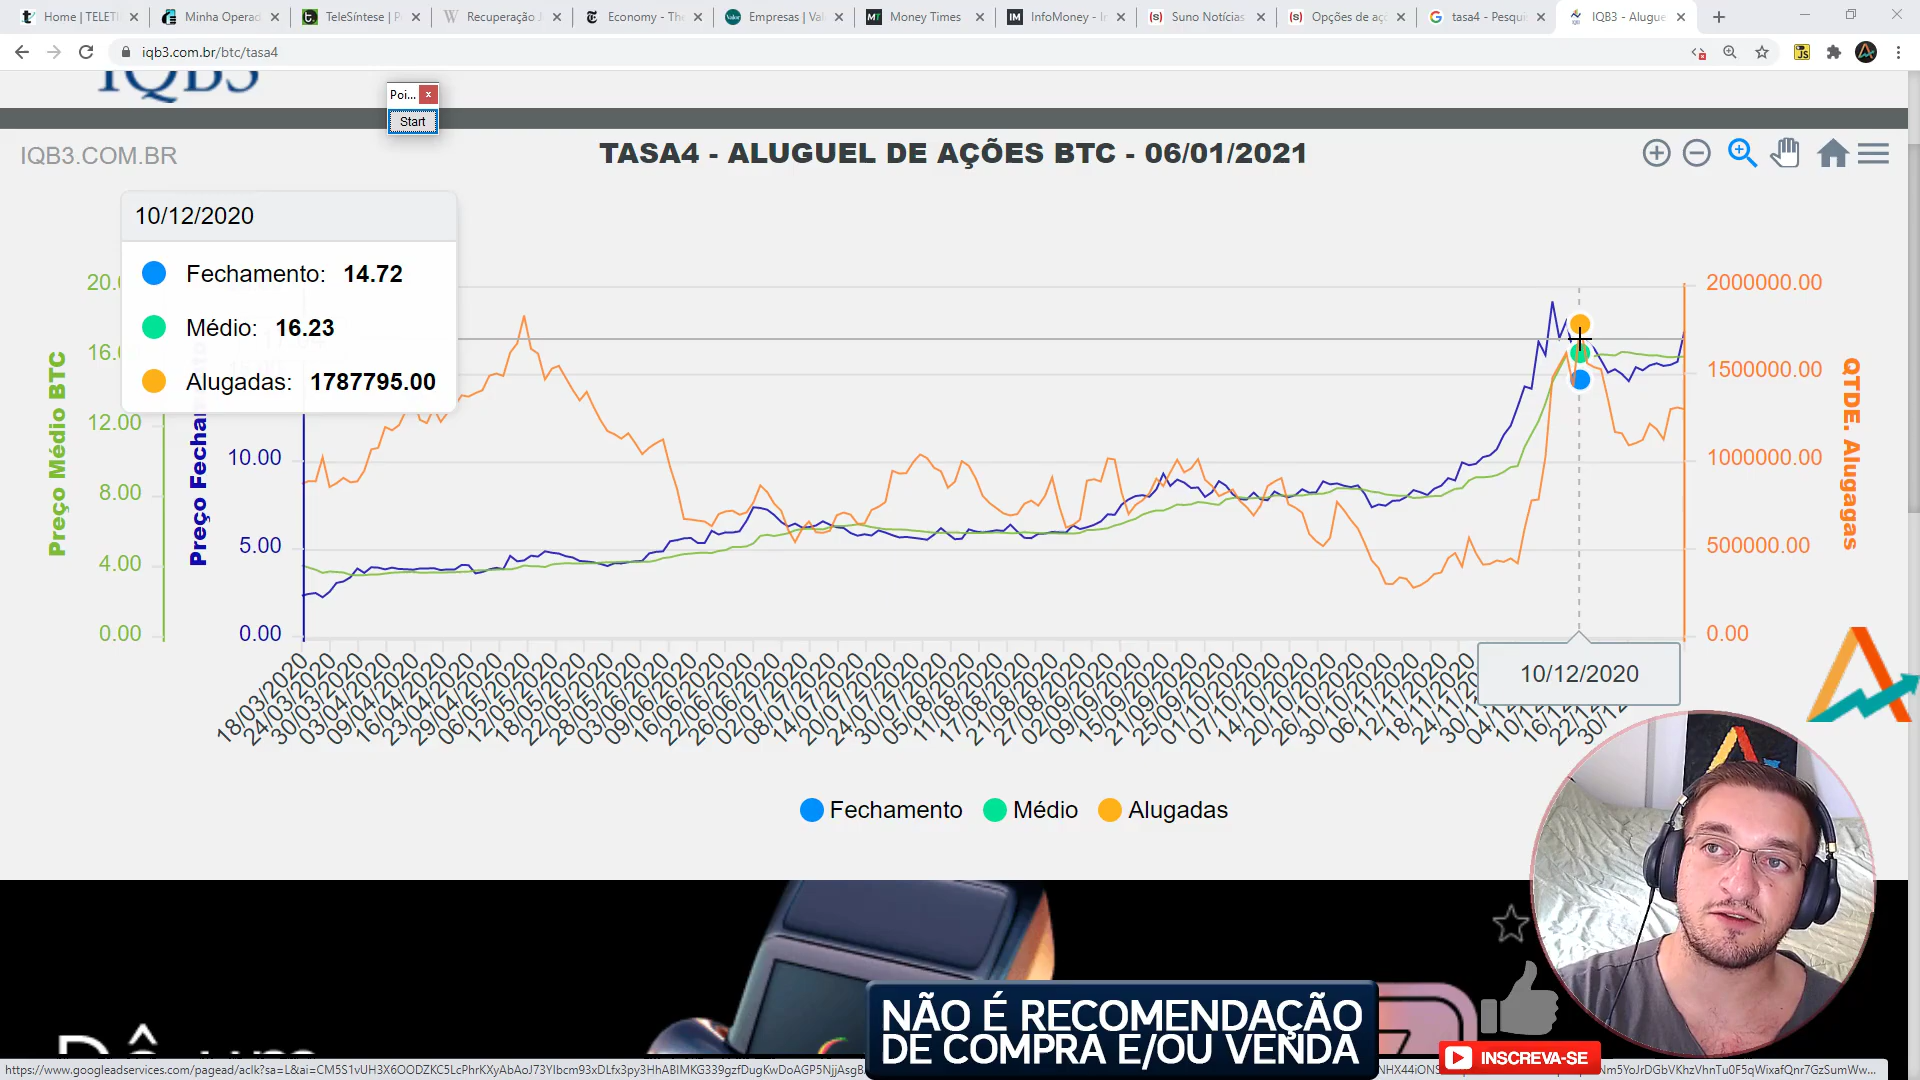 Home | TELETI
Minha Operad
TeleSíntese | P
Recuperação J
Economy - The
Empresas | Val
Money Times
InfoMoney - In
Suno Notícias
Opções de açõ
tasa4 - Pesqui
IQB3 - Alugue
iqb3.com.br/btc/tasa4
IQB3
Poi...
Start
IQB3.COM.BR
TASA4 - ALUGUEL DE AÇÕES BTC - 06/01/2021
10/12/2020
Fechamento: 14.72
Médio: 16.23
Alugadas: 1787795.00
Preço Médio BTC
12.00
8.00
4.00
0.00
10.00
5.00
0.00
2000000.00
1500000.00
1000000.00
500000.00
0.00
QTDE. Alugagas
18/03/2020
24/03/2020
30/03/2020
03/04/2020
09/04/2020
16/04/2020
23/04/2020
29/04/2020
06/05/2020
12/05/2020
18/05/2020
22/05/2020
28/05/2020
03/06/2020
09/06/2020
16/06/2020
22/06/2020
26/06/2020
02/07/2020
08/07/2020
14/07/2020
20/07/2020
24/07/2020
30/07/2020
05/08/2020
11/08/2020
17/08/2020
21/08/2020
27/08/2020
02/09/2020
09/09/2020
15/09/2020
21/09/2020
25/09/2020
01/10/2020
07/10/2020
14/10/2020
20/10/2020
26/10/2020
30/10/2020
06/11/2020
12/11/2020
18/11/2020
10/12/2020
Fechamento
Médio
Alugadas
NÃO É RECOMENDAÇÃO
DE COMPRA E/OU VENDA
INSCREVA-SE